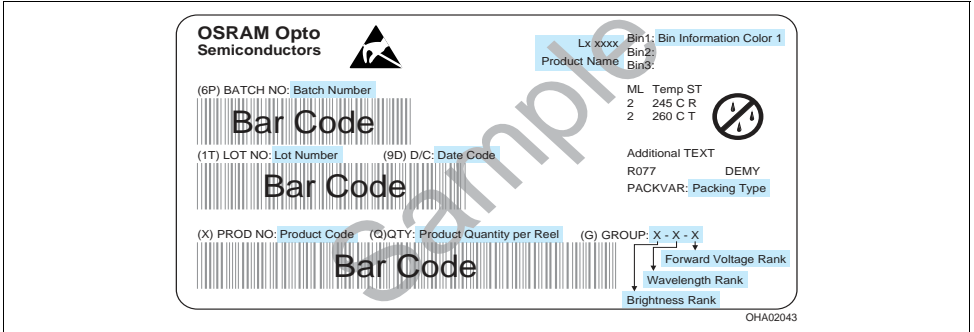 OSRAM Opto
Semiconductors
Lx xxxx
Product Name
Bin1: Bin Information Color 1
Bin2:
Bin3:
(6P) BATCH NO: Batch Number
Bar Code
ML Temp ST
2 245 C R
2 260 C T
(1T) LOT NO: Lot Number (9D) D/C: Date Code
Bar Code
Additional TEXT
R077 DEMY
PACKVAR: Packing Type
(X) PROD NO: Product Code (Q)QTY: Product Quantity per Reel (G) GROUP: X - X - X
Bar Code
Forward Voltage Rank
Wavelength Rank
Brightness Rank
Sample
OHA02043